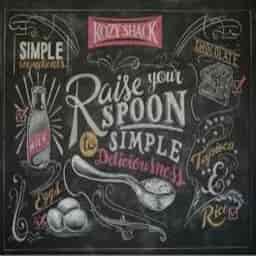 KOZY SHACK
SIMPLE
ingredients
Raise your
SPOON
to SIMPLE
Deliciousness
MILK
Eggs
CHOCOLATE
Tapioca
&
Rice